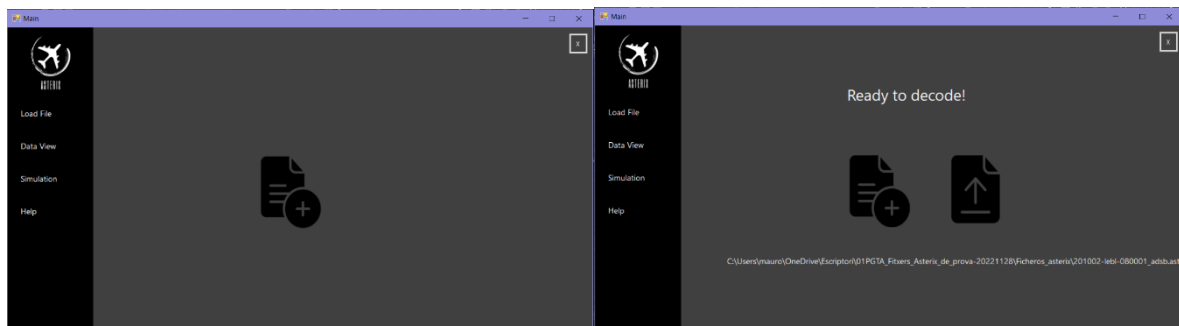 Main
X
ASTERIX
Load File
Data View
Simulation
Help
Main
X
ASTERIX
Ready to decode!
Load File
Data View
Simulation
Help
C:\Users\mauro\OneDrive\Escriptori\01PGTA_Fitxers_Asterix_de_prova-20221128\Ficheros_asterix\201002-lebl-080001_adsb.ast